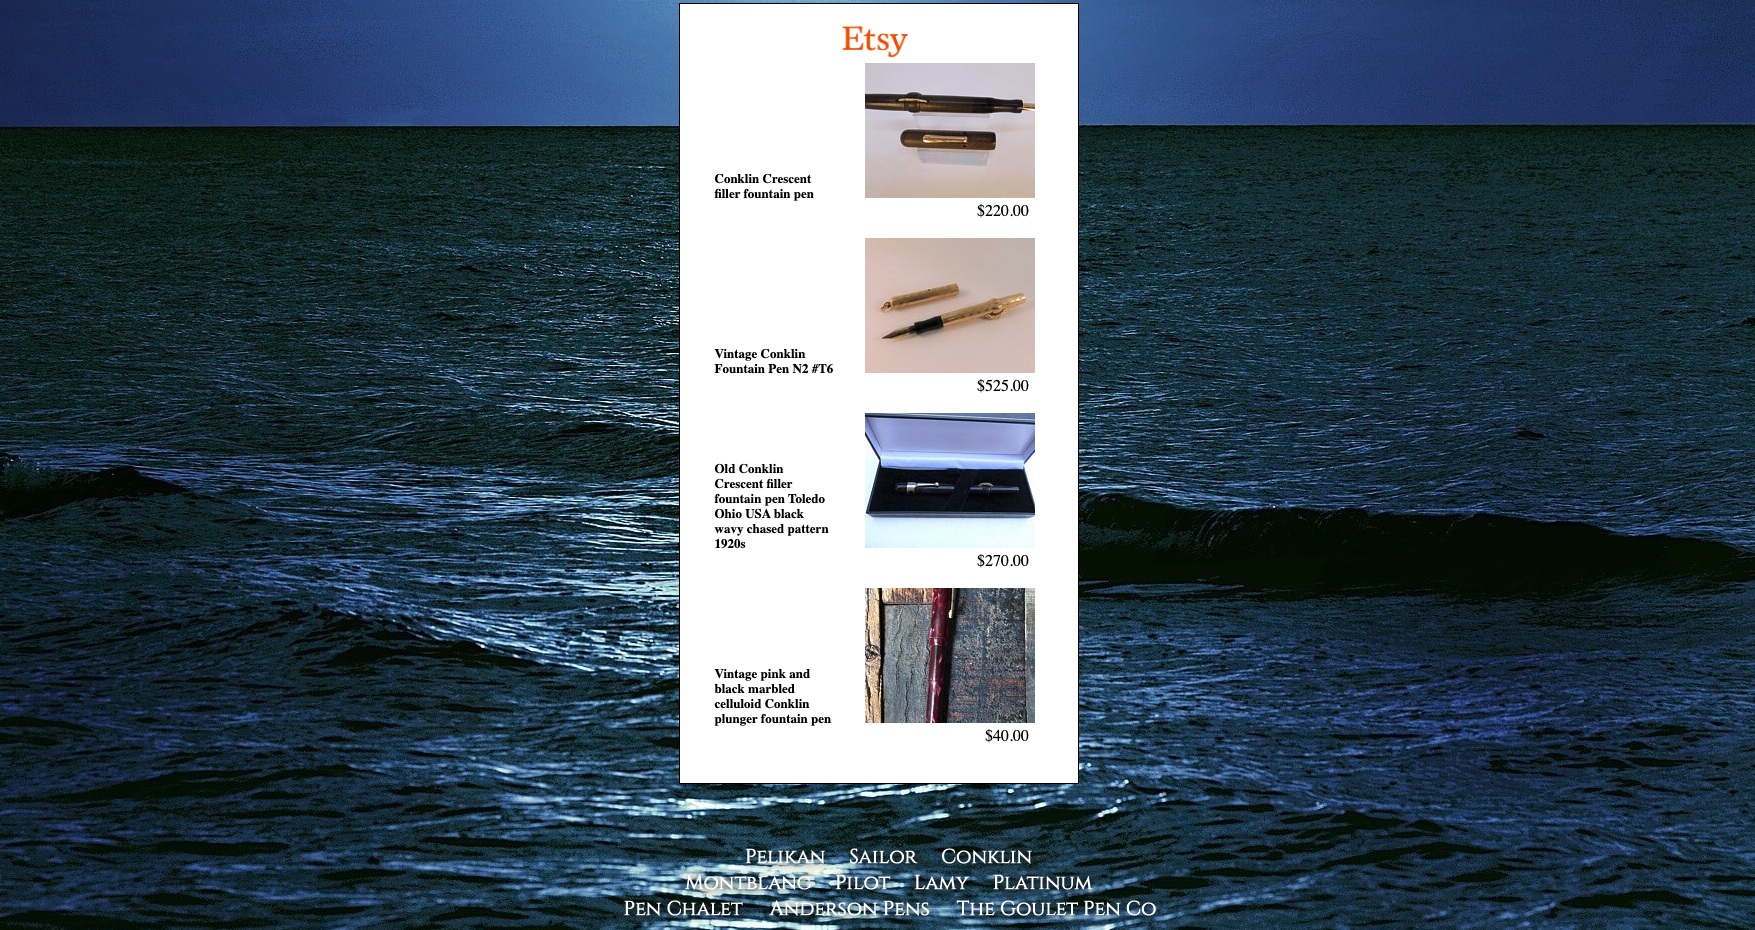 Etsy
Conklin Crescent
filler fountain pen
$220.00
Vintage Conklin
Fountain Pen N2 #T6
$525.00
Old Conklin
Crescent filler
fountain pen Toledo
Ohio USA black
wavy chased pattern
1920s
$270.00
Vintage pink and
black marbled
celluloid Conklin
plunger fountain pen
$40.00
Pelikan Sailor Conklin
Montblanc Pilot Lamy Platinum
Pen Chalet Anderson Pens The Goulet Pen Co